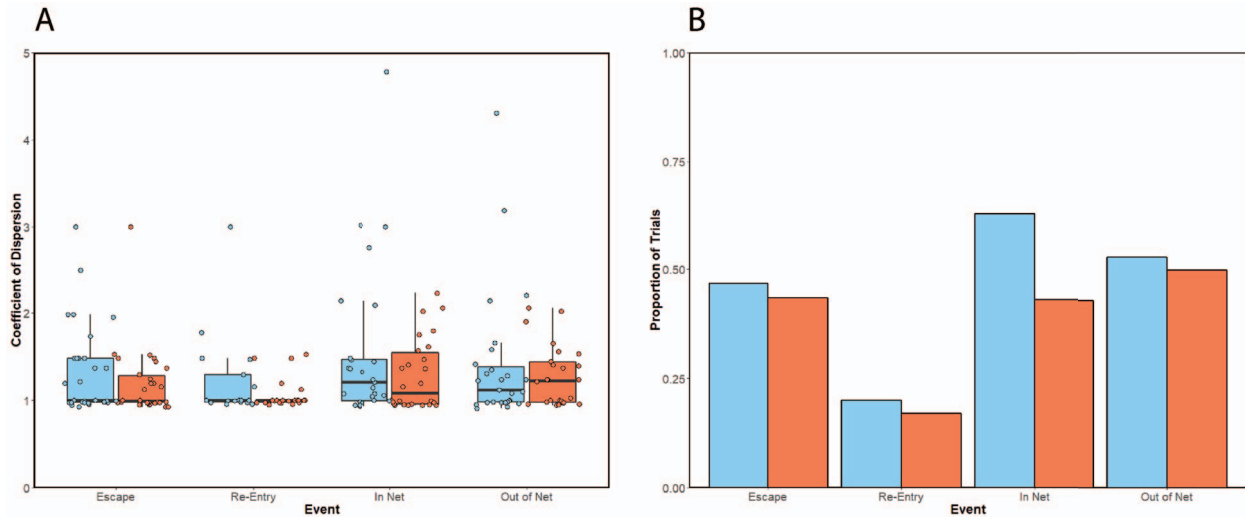 A
5
4
3
2
1
0
Coefficient of Dispersion
Escape
Re-Entry
In Net
Out of Net
Event
B
1.00
0.75
0.50
0.25
0.00
Proportion of Trials
Escape
Re-Entry
In Net
Out of Net
Event